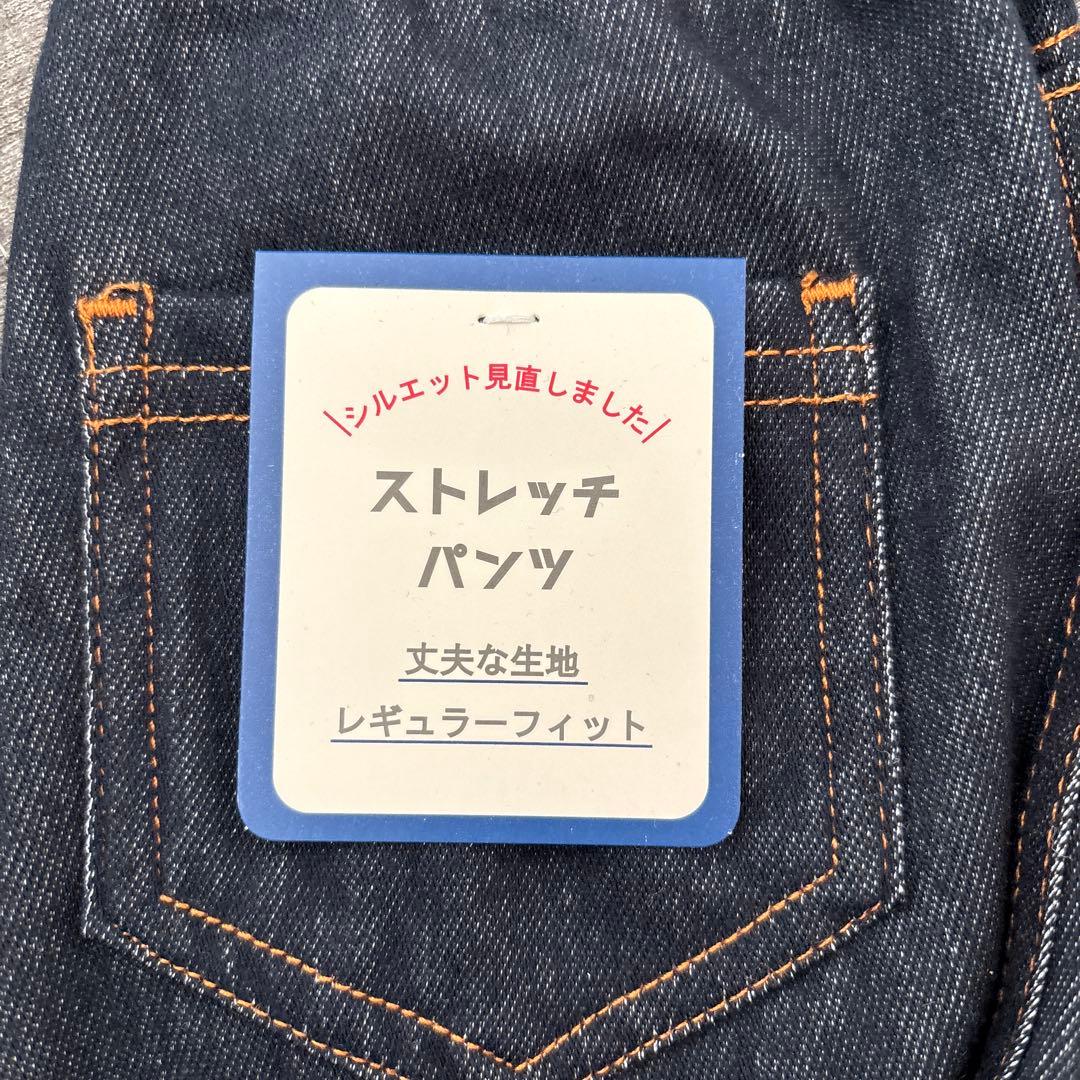 \シルエット見直しました/
ストレッチ
パンツ
丈夫な生地
レギュラーフィット